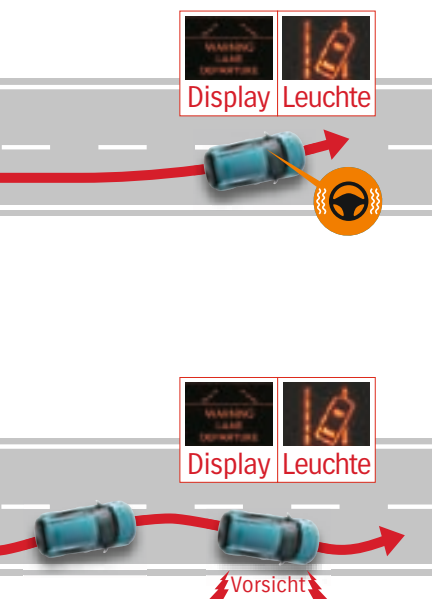 WARNING
LANE
DEPARTURE
Display Leuchte
WARNING
LANE
DEPARTURE
Display Leuchte
Vorsicht